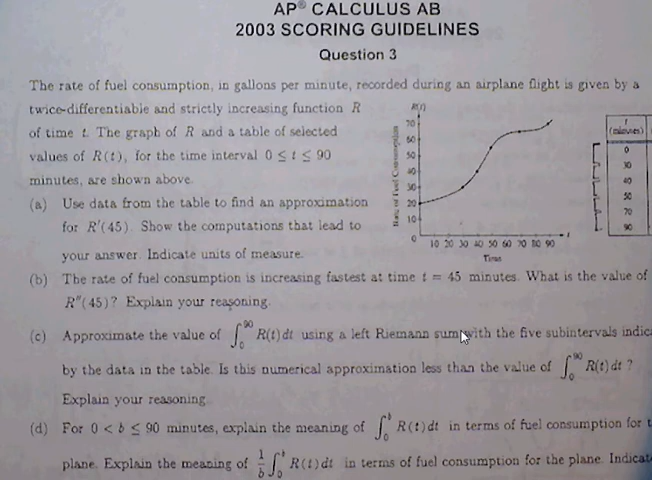 AP® CALCULUS AB
2003 SCORING GUIDELINES
Question 3
The rate of fuel consumption, in gallons per minute, recorded during an airplane flight is given by a
twice-differentiable and strictly increasing function R
of time t. The graph of R and a table of selected
values of R(t), for the time interval 0 ≤ t ≤ 90
minutes, are shown above.
R(t)
70
60
50
40
30
20
10
0
10 20 30 40 50 60 70 80 90
t
Time
Rate of Fuel Consumption
t
(minutes)
0
30
40
50
70
90
(a) Use data from the table to find an approximation
for R'(45). Show the computations that lead to
your answer. Indicate units of measure.
(b) The rate of fuel consumption is increasing fastest at time t = 45 minutes. What is the value of
R''(45)? Explain your reasoning.
(c) Approximate the value of ∫₀⁹⁰ R(t) dt using a left Riemann sum with the five subintervals indic
by the data in the table. Is this numerical approximation less than the value of ∫₀⁹⁰ R(t) dt ?
Explain your reasoning.
(d) For 0 < b ≤ 90 minutes, explain the meaning of ∫₀ᵇ R(t) dt in terms of fuel consumption for t
plane. Explain the meaning of 1/b ∫₀ᵇ R(t) dt in terms of fuel consumption for the plane. Indicat